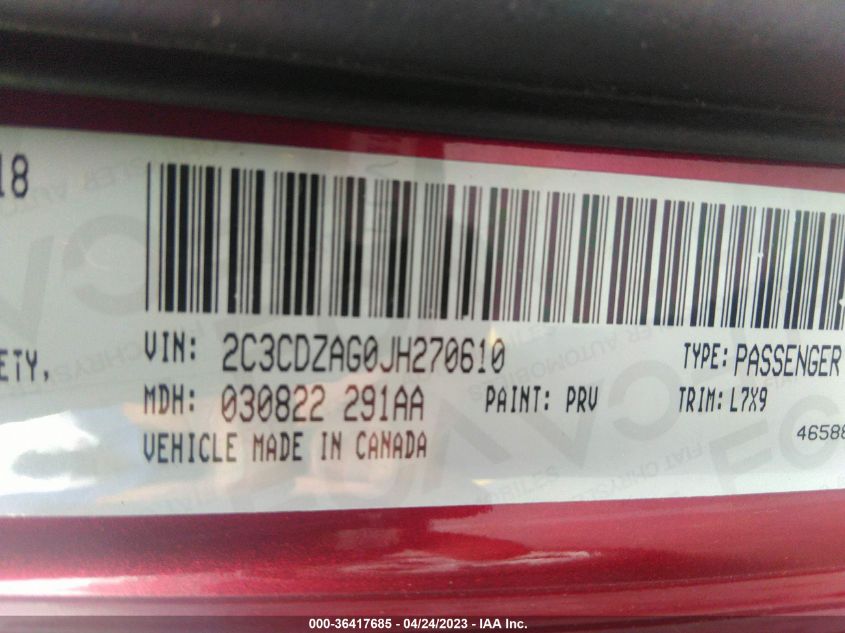 18
ETY,
VIN: 2C3CDZAG0JH270610 TYPE: PASSENGER
MDH: 030822 291AA PAINT: PRV TRIM: L7X9
VEHICLE MADE IN CANADA 46588
000-36417685 - 04/24/2023 - IAA Inc.